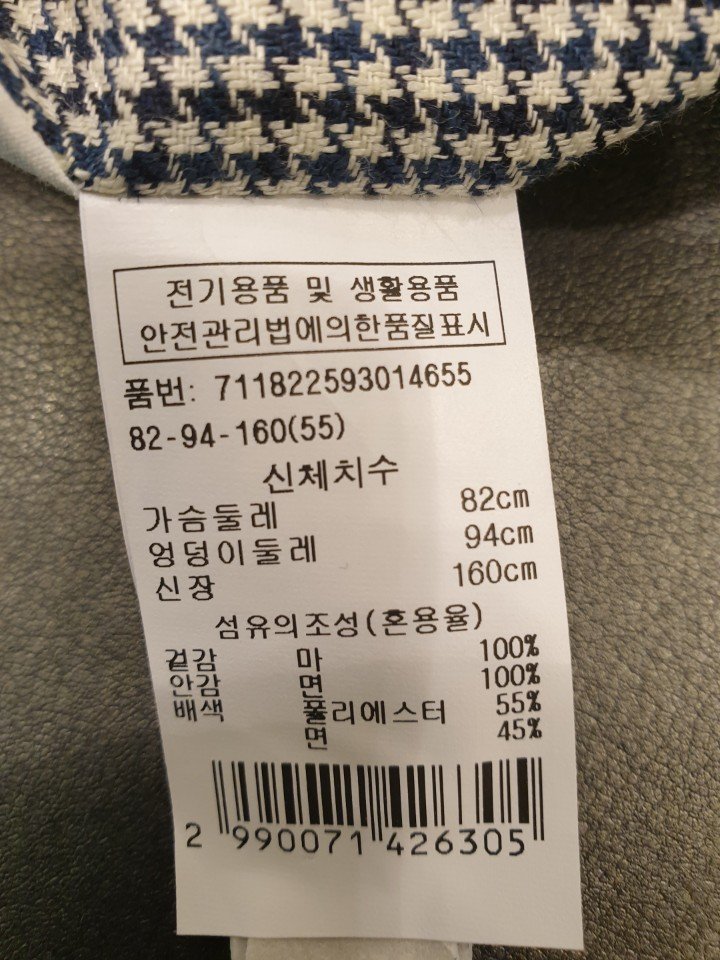 전기용품 및 생활용품
안전관리법에의한품질표시
품번: 711822593014655
82-94-160(55)
신체치수
가슴둘레 82cm
엉덩이둘레 94cm
신장 160cm
섬유의조성(혼용율)
겉감 마 100%
안감 면 100%
배색 폴리에스터 55%
면 45%
2 990071 426305